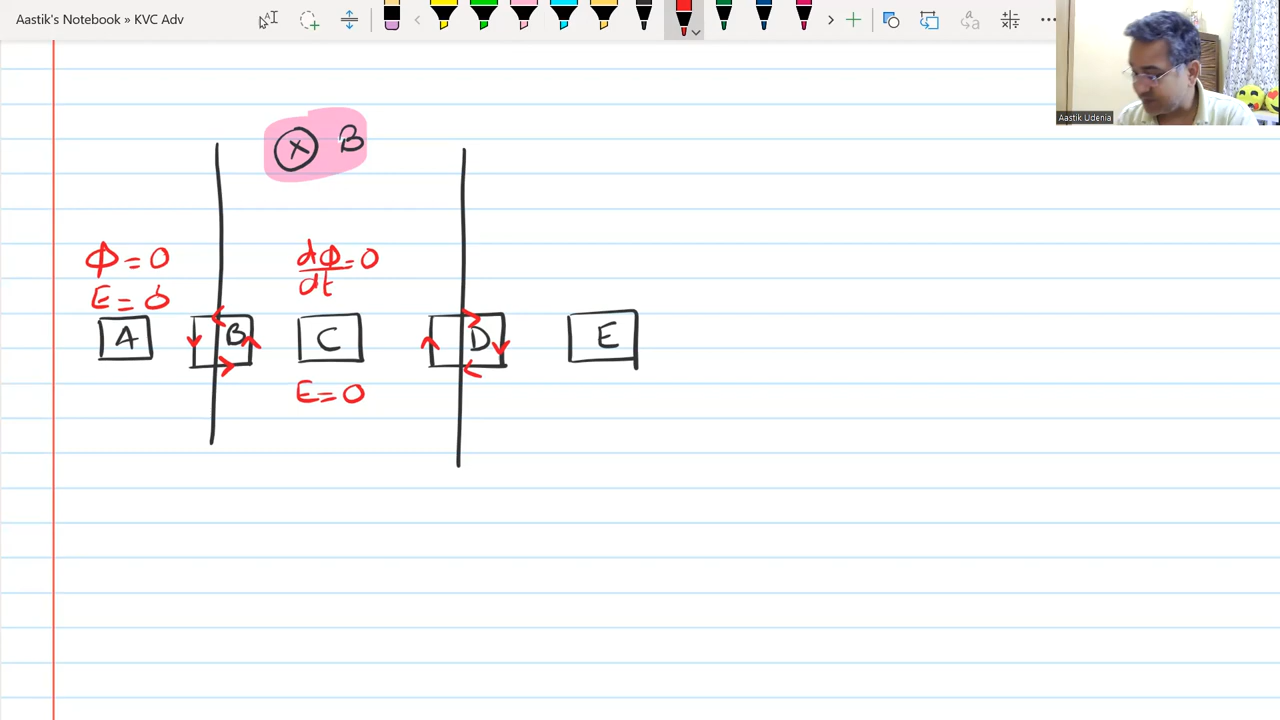 Aastik's Notebook » KVC Adv
Aastik Udenia
ⓧ B
Φ = 0
E = 0
dΦ/dt = 0
A
B
C
D
E
E = 0